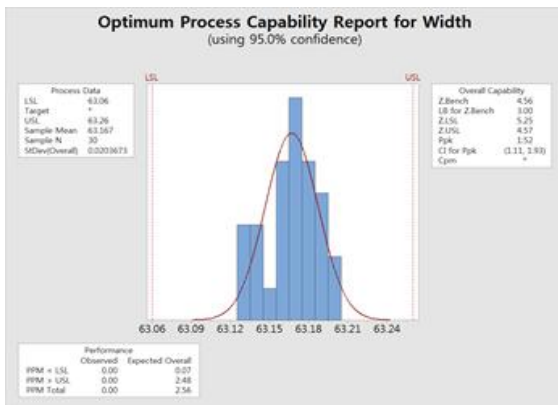 Optimum Process Capability Report for Width
(using 95.0% confidence)
LSL
USL
Process Data
LSL 63.06
Target *
USL 63.26
Sample Mean 63.167
Sample N 30
StDev(Overall) 0.0203673
Overall Capability
Z.Bench 4.56
LB for Z.Bench 3.00
Z.LSL 5.25
Z.USL 4.57
Ppk 1.52
CI for Ppk (1.11, 1.93)
Cpm *
63.06 63.09 63.12 63.15 63.18 63.21 63.24
Performance
Observed Expected Overall
PPM < LSL 0.00 0.07
PPM > USL 0.00 2.48
PPM Total 0.00 2.56